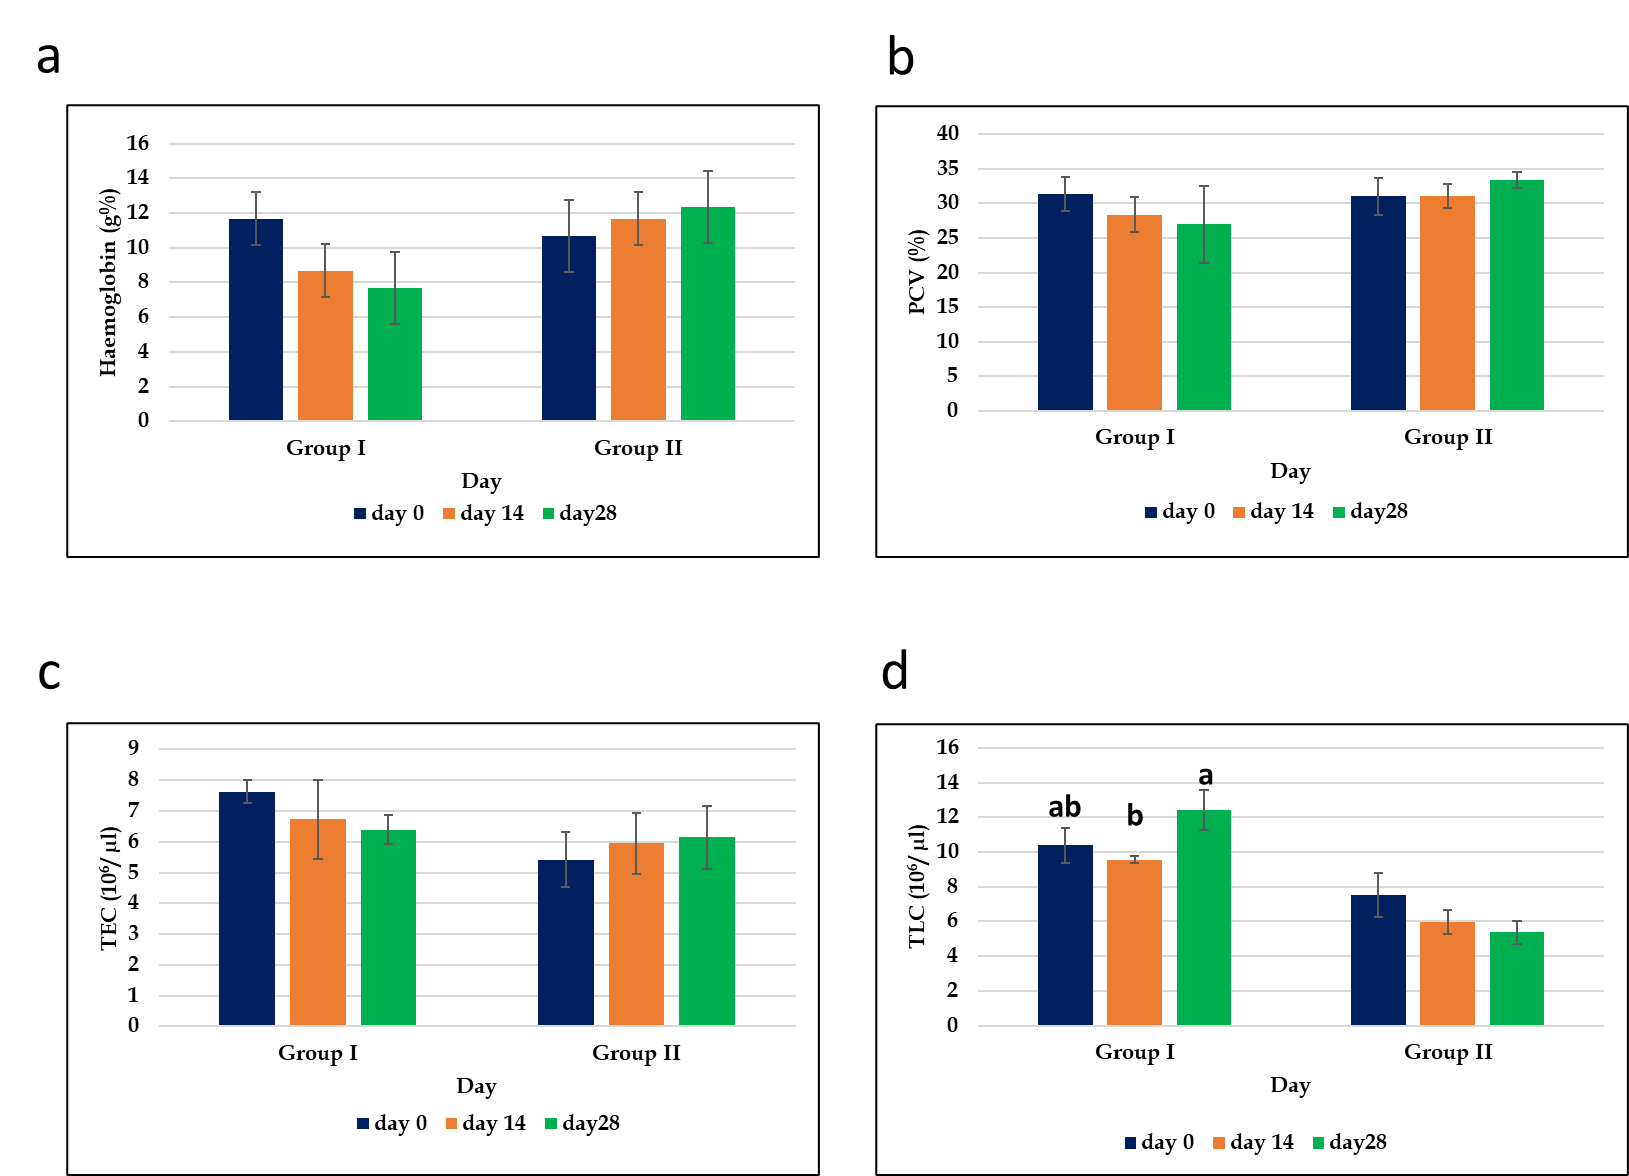 a
16
14
12
10
8
6
4
2
0
Haemoglobin (g%)
Group I Group II
Day
day 0 day 14 day28
b
40
35
30
25
20
15
10
5
0
PCV (%)
Group I Group II
Day
day 0 day 14 day28
c
9
8
7
6
5
4
3
2
1
0
TEC (10⁶/ µl)
Group I Group II
Day
day 0 day 14 day28
d
16
14
12
10
8
6
4
2
0
TLC (10⁶/ µl)
ab b a
Group I Group II
Day
day 0 day 14 day28